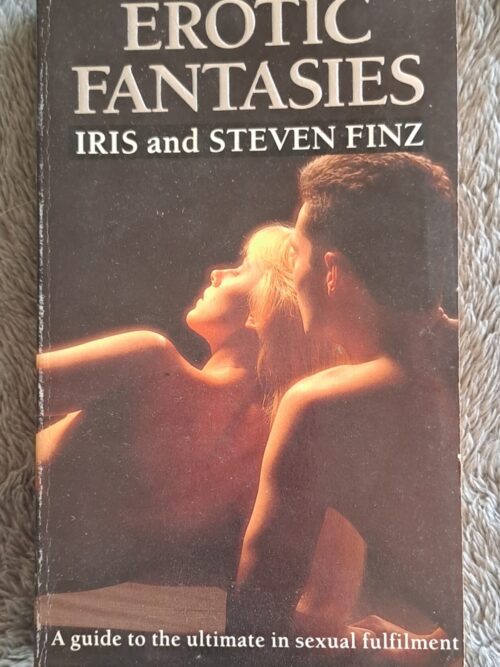 EROTIC
FANTASIES
IRIS and STEVEN FINZ
A guide to the ultimate in sexual fulfilment